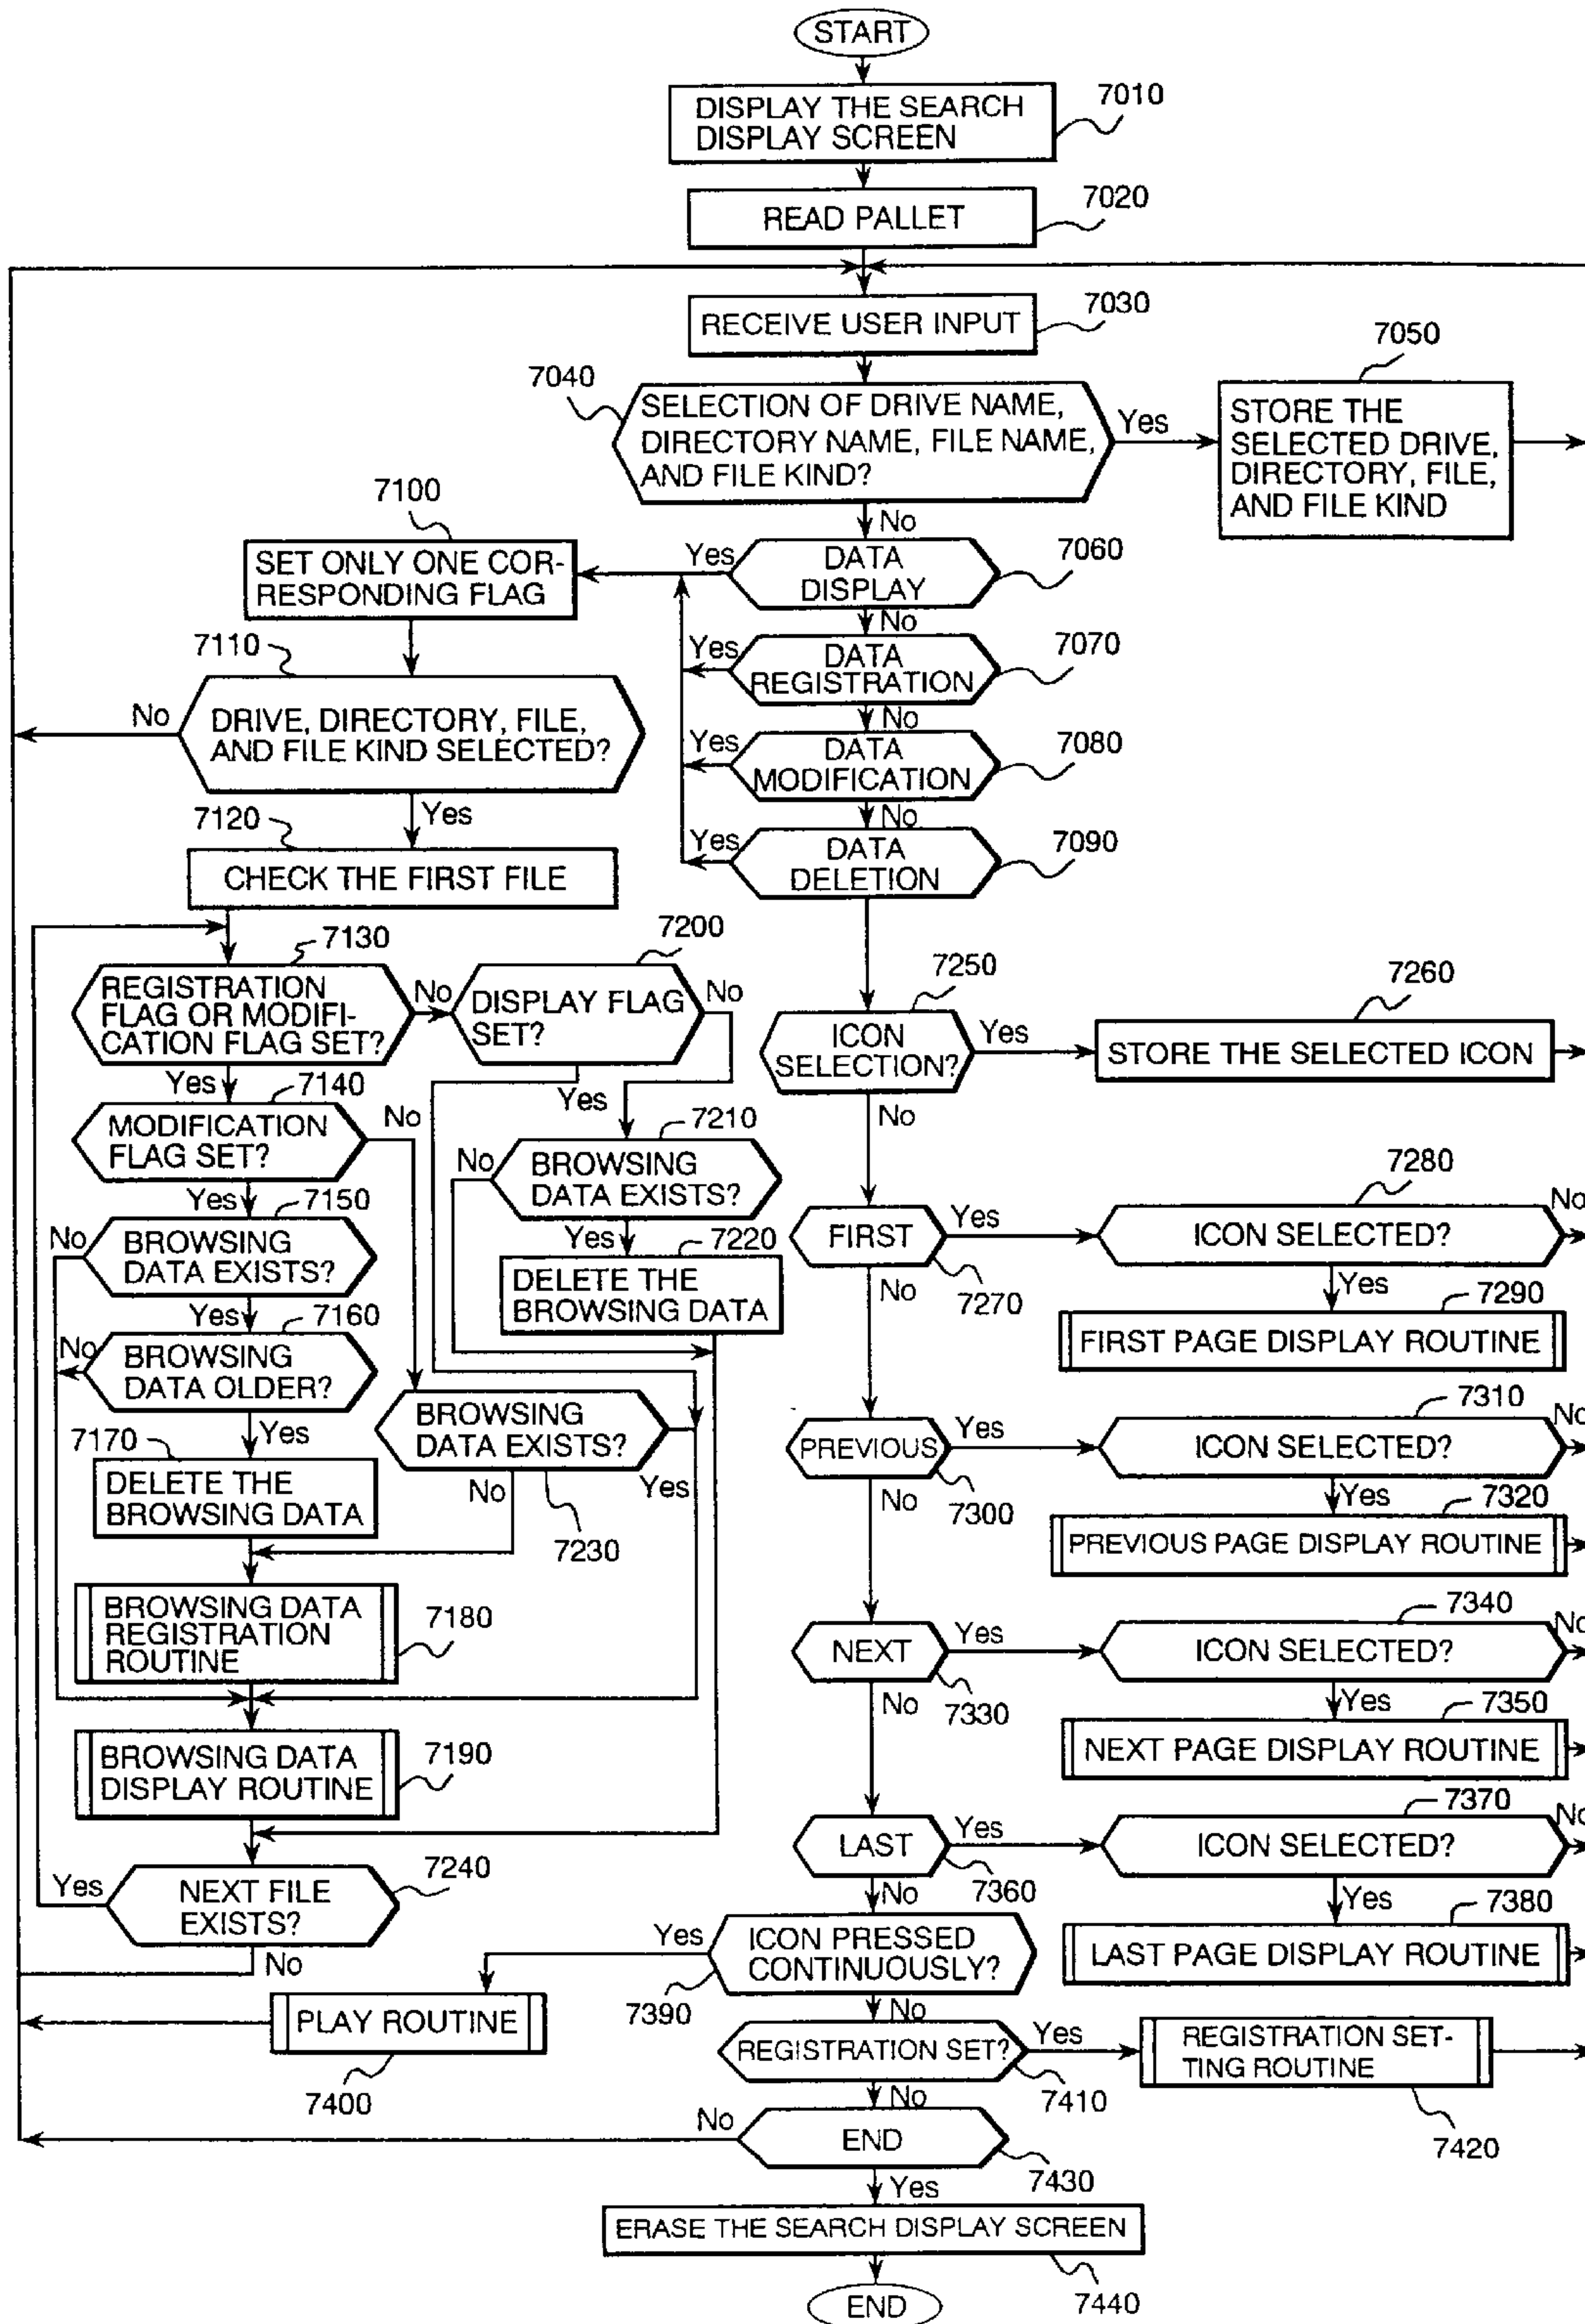 START
DISPLAY THE SEARCH
DISPLAY SCREEN
7010
READ PALLET
7020
RECEIVE USER INPUT
7030
7040
SELECTION OF DRIVE NAME,
DIRECTORY NAME, FILE NAME,
AND FILE KIND?
Yes
No
7050
STORE THE
SELECTED DRIVE,
DIRECTORY, FILE,
AND FILE KIND
DATA
DISPLAY
7060
Yes
No
DATA
REGISTRATION
7070
Yes
No
DATA
MODIFICATION
7080
Yes
No
DATA
DELETION
7090
Yes
7100
SET ONLY ONE COR-
RESPONDING FLAG
7110
DRIVE, DIRECTORY, FILE,
AND FILE KIND SELECTED?
No
Yes
7120
CHECK THE FIRST FILE
7130
REGISTRATION
FLAG OR MODIFI-
CATION FLAG SET?
No
Yes
7140
MODIFICATION
FLAG SET?
No
Yes
7150
BROWSING
DATA EXISTS?
No
Yes
7160
BROWSING
DATA OLDER?
No
Yes
7170
DELETE THE
BROWSING DATA
BROWSING DATA
REGISTRATION
ROUTINE
7180
BROWSING DATA
DISPLAY ROUTINE
7190
7200
DISPLAY FLAG
SET?
No
Yes
7210
BROWSING
DATA EXISTS?
No
Yes
7220
DELETE THE
BROWSING DATA
BROWSING
DATA EXISTS?
No
Yes
7230
NEXT FILE
EXISTS?
7240
Yes
No
7250
ICON
SELECTION?
Yes
No
7260
STORE THE SELECTED ICON
FIRST
Yes
No
7270
7280
ICON SELECTED?
No
Yes
7290
FIRST PAGE DISPLAY ROUTINE
PREVIOUS
Yes
No
7300
7310
ICON SELECTED?
No
Yes
7320
PREVIOUS PAGE DISPLAY ROUTINE
NEXT
Yes
No
7330
7340
ICON SELECTED?
No
Yes
7350
NEXT PAGE DISPLAY ROUTINE
LAST
Yes
No
7360
7370
ICON SELECTED?
No
Yes
7380
LAST PAGE DISPLAY ROUTINE
ICON PRESSED
CONTINUOUSLY?
Yes
No
7390
PLAY ROUTINE
7400
REGISTRATION SET?
Yes
No
7410
REGISTRATION SET-
TING ROUTINE
7420
END
No
Yes
7430
ERASE THE SEARCH DISPLAY SCREEN
7440
END